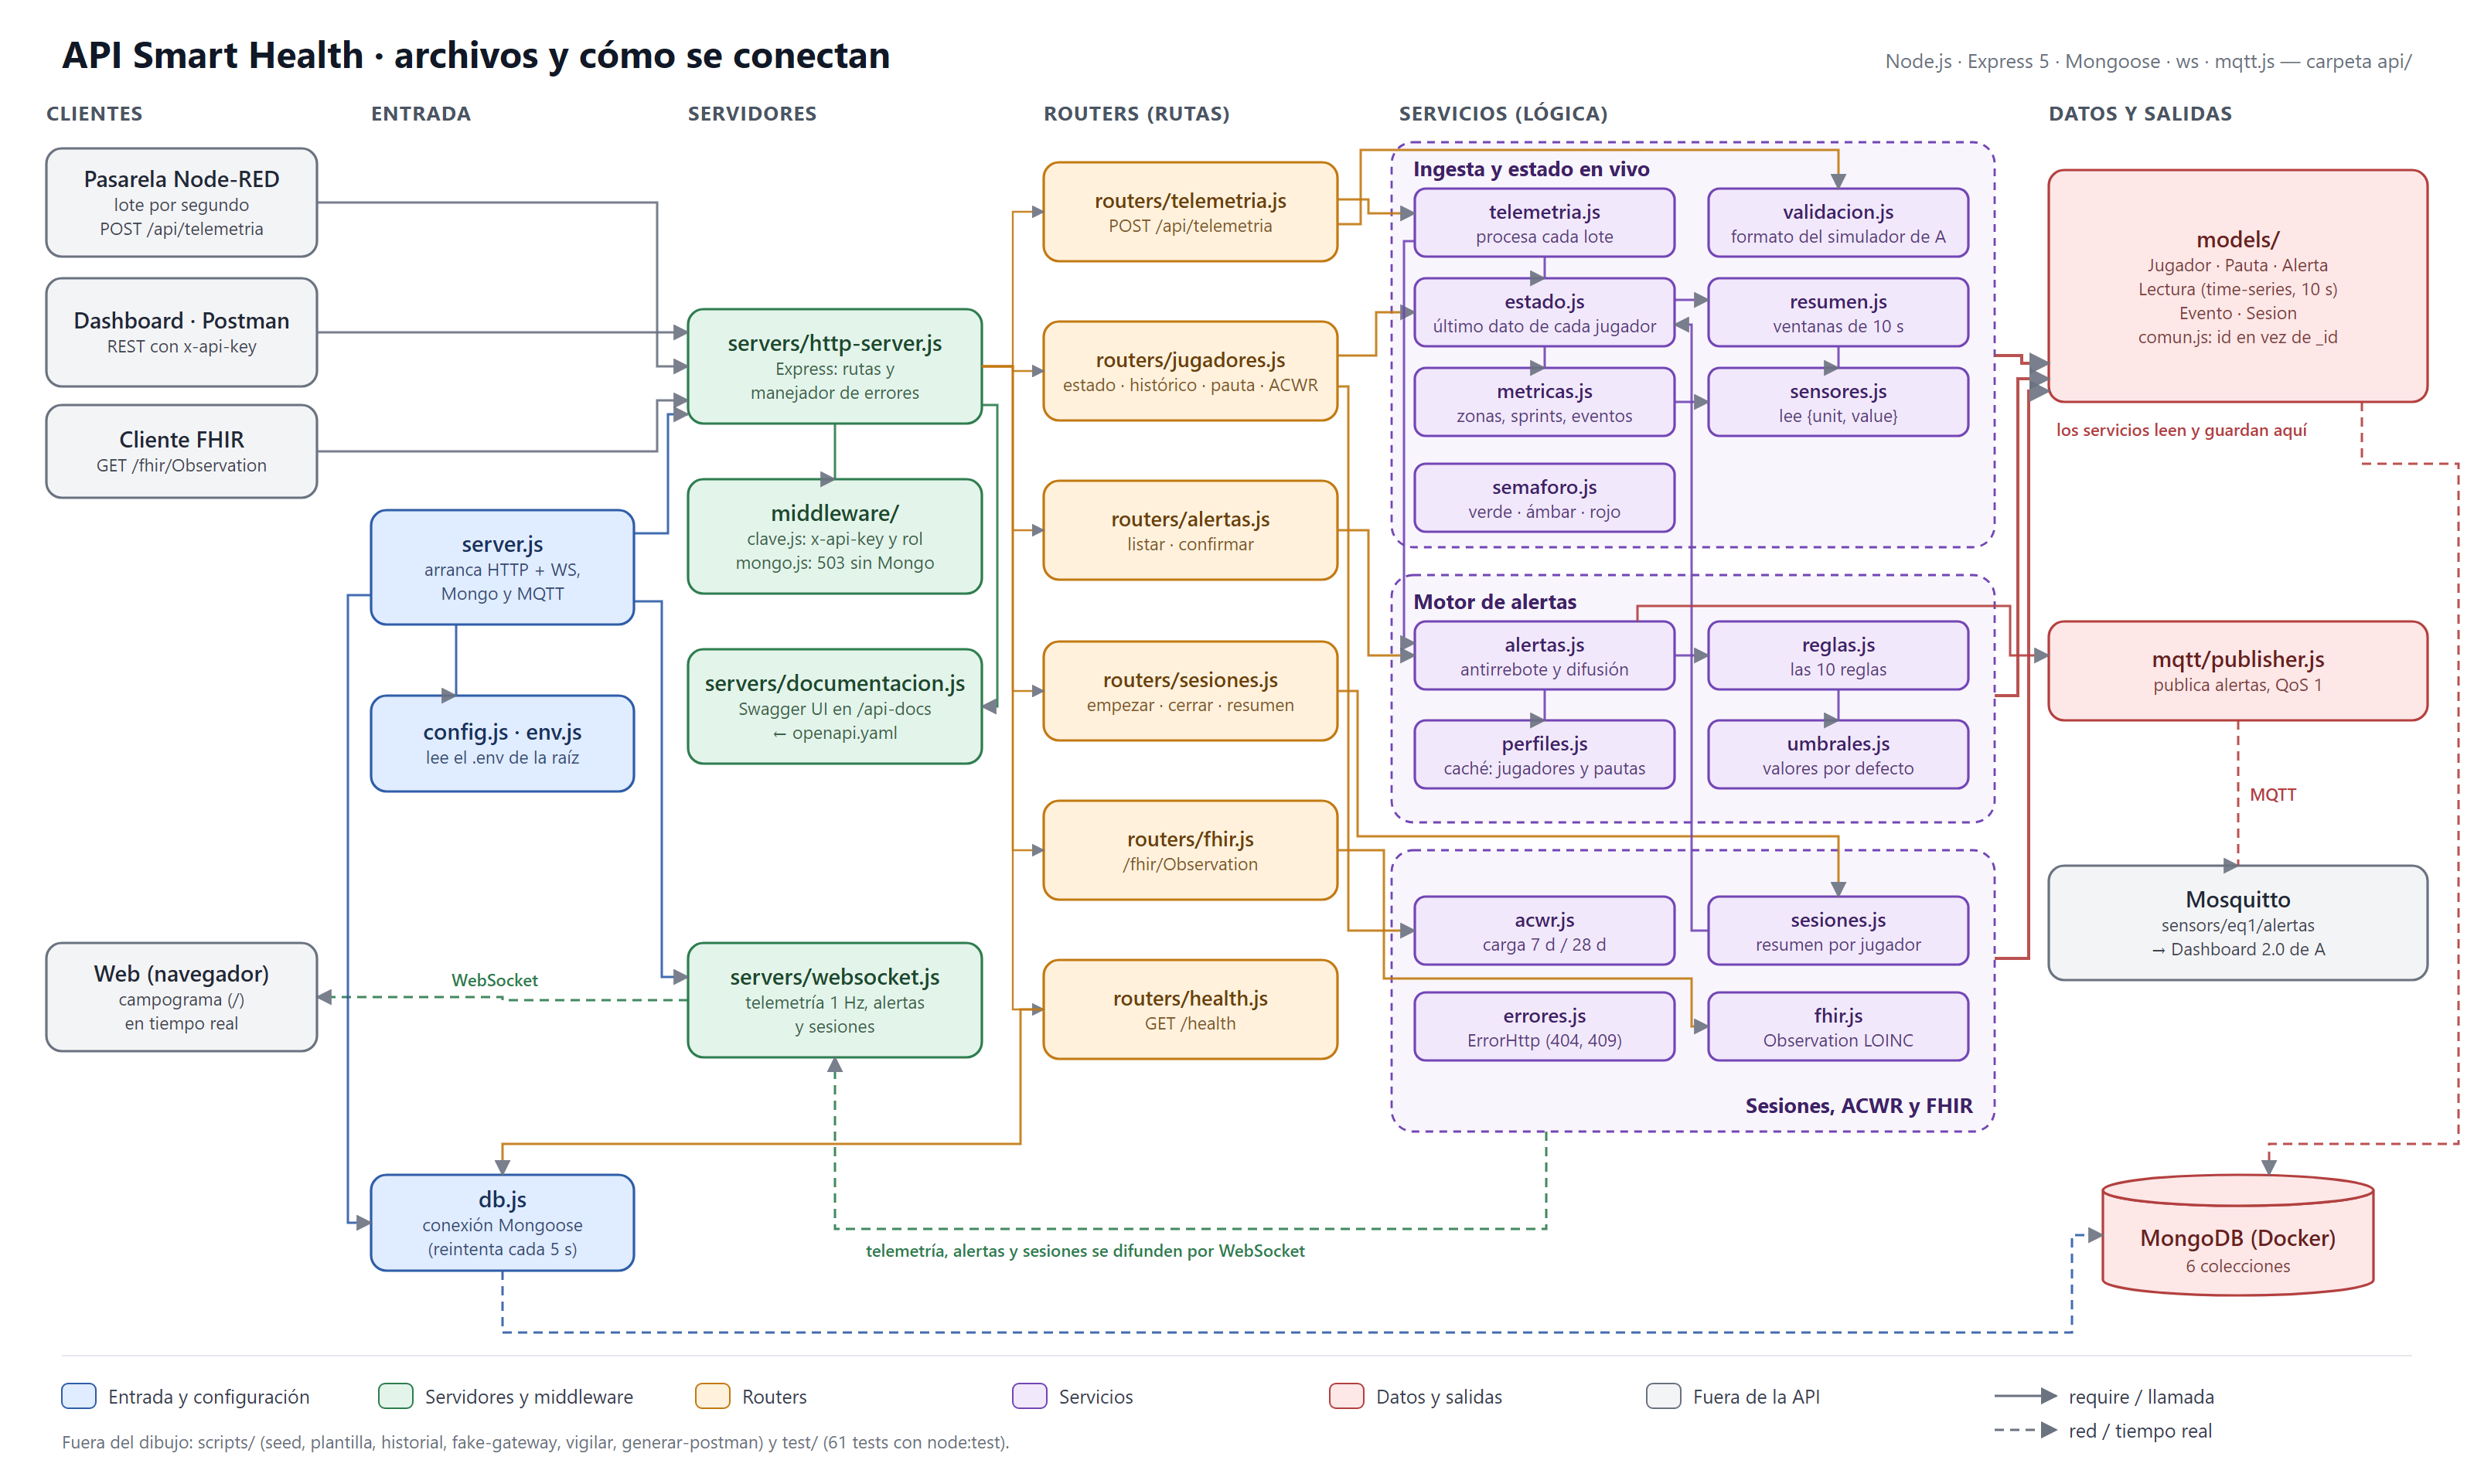 API Smart Health · archivos y cómo se conectan
Node.js · Express 5 · Mongoose · ws · mqtt.js — carpeta api/
CLIENTES
ENTRADA
SERVIDORES
ROUTERS (RUTAS)
SERVICIOS (LÓGICA)
DATOS Y SALIDAS
Pasarela Node-RED
lote por segundo
POST /api/telemetria
Dashboard · Postman
REST con x-api-key
Cliente FHIR
GET /fhir/Observation
Web (navegador)
campograma (/)
en tiempo real
server.js
arranca HTTP + WS,
Mongo y MQTT
config.js · env.js
lee el .env de la raíz
WebSocket
db.js
conexión Mongoose
(reintenta cada 5 s)
servers/http-server.js
Express: rutas y
manejador de errores
middleware/
clave.js: x-api-key y rol
mongo.js: 503 sin Mongo
servers/documentacion.js
Swagger UI en /api-docs
← openapi.yaml
servers/websocket.js
telemetría 1 Hz, alertas
y sesiones
telemetría, alertas y sesiones se difunden por WebSocket
routers/telemetria.js
POST /api/telemetria
routers/jugadores.js
estado · histórico · pauta · ACWR
routers/alertas.js
listar · confirmar
routers/sesiones.js
empezar · cerrar · resumen
routers/fhir.js
/fhir/Observation
routers/health.js
GET /health
Ingesta y estado en vivo
telemetria.js
procesa cada lote
validacion.js
formato del simulador de A
estado.js
último dato de cada jugador
resumen.js
ventanas de 10 s
metricas.js
zonas, sprints, eventos
sensores.js
lee {unit, value}
semaforo.js
verde · ámbar · rojo
Motor de alertas
alertas.js
antirrebote y difusión
reglas.js
las 10 reglas
perfiles.js
caché: jugadores y pautas
umbrales.js
valores por defecto
acwr.js
carga 7 d / 28 d
sesiones.js
resumen por jugador
errores.js
ErrorHttp (404, 409)
fhir.js
Observation LOINC
Sesiones, ACWR y FHIR
models/
Jugador · Pauta · Alerta
Lectura (time-series, 10 s)
Evento · Sesion
comun.js: id en vez de _id
los servicios leen y guardan aquí
mqtt/publisher.js
publica alertas, QoS 1
MQTT
Mosquitto
sensors/eq1/alertas
→ Dashboard 2.0 de A
MongoDB (Docker)
6 colecciones
Entrada y configuración
Servidores y middleware
Routers
Servicios
Datos y salidas
Fuera de la API
require / llamada
red / tiempo real
Fuera del dibujo: scripts/ (seed, plantilla, historial, fake-gateway, vigilar, generar-postman) y test/ (61 tests con node:test).